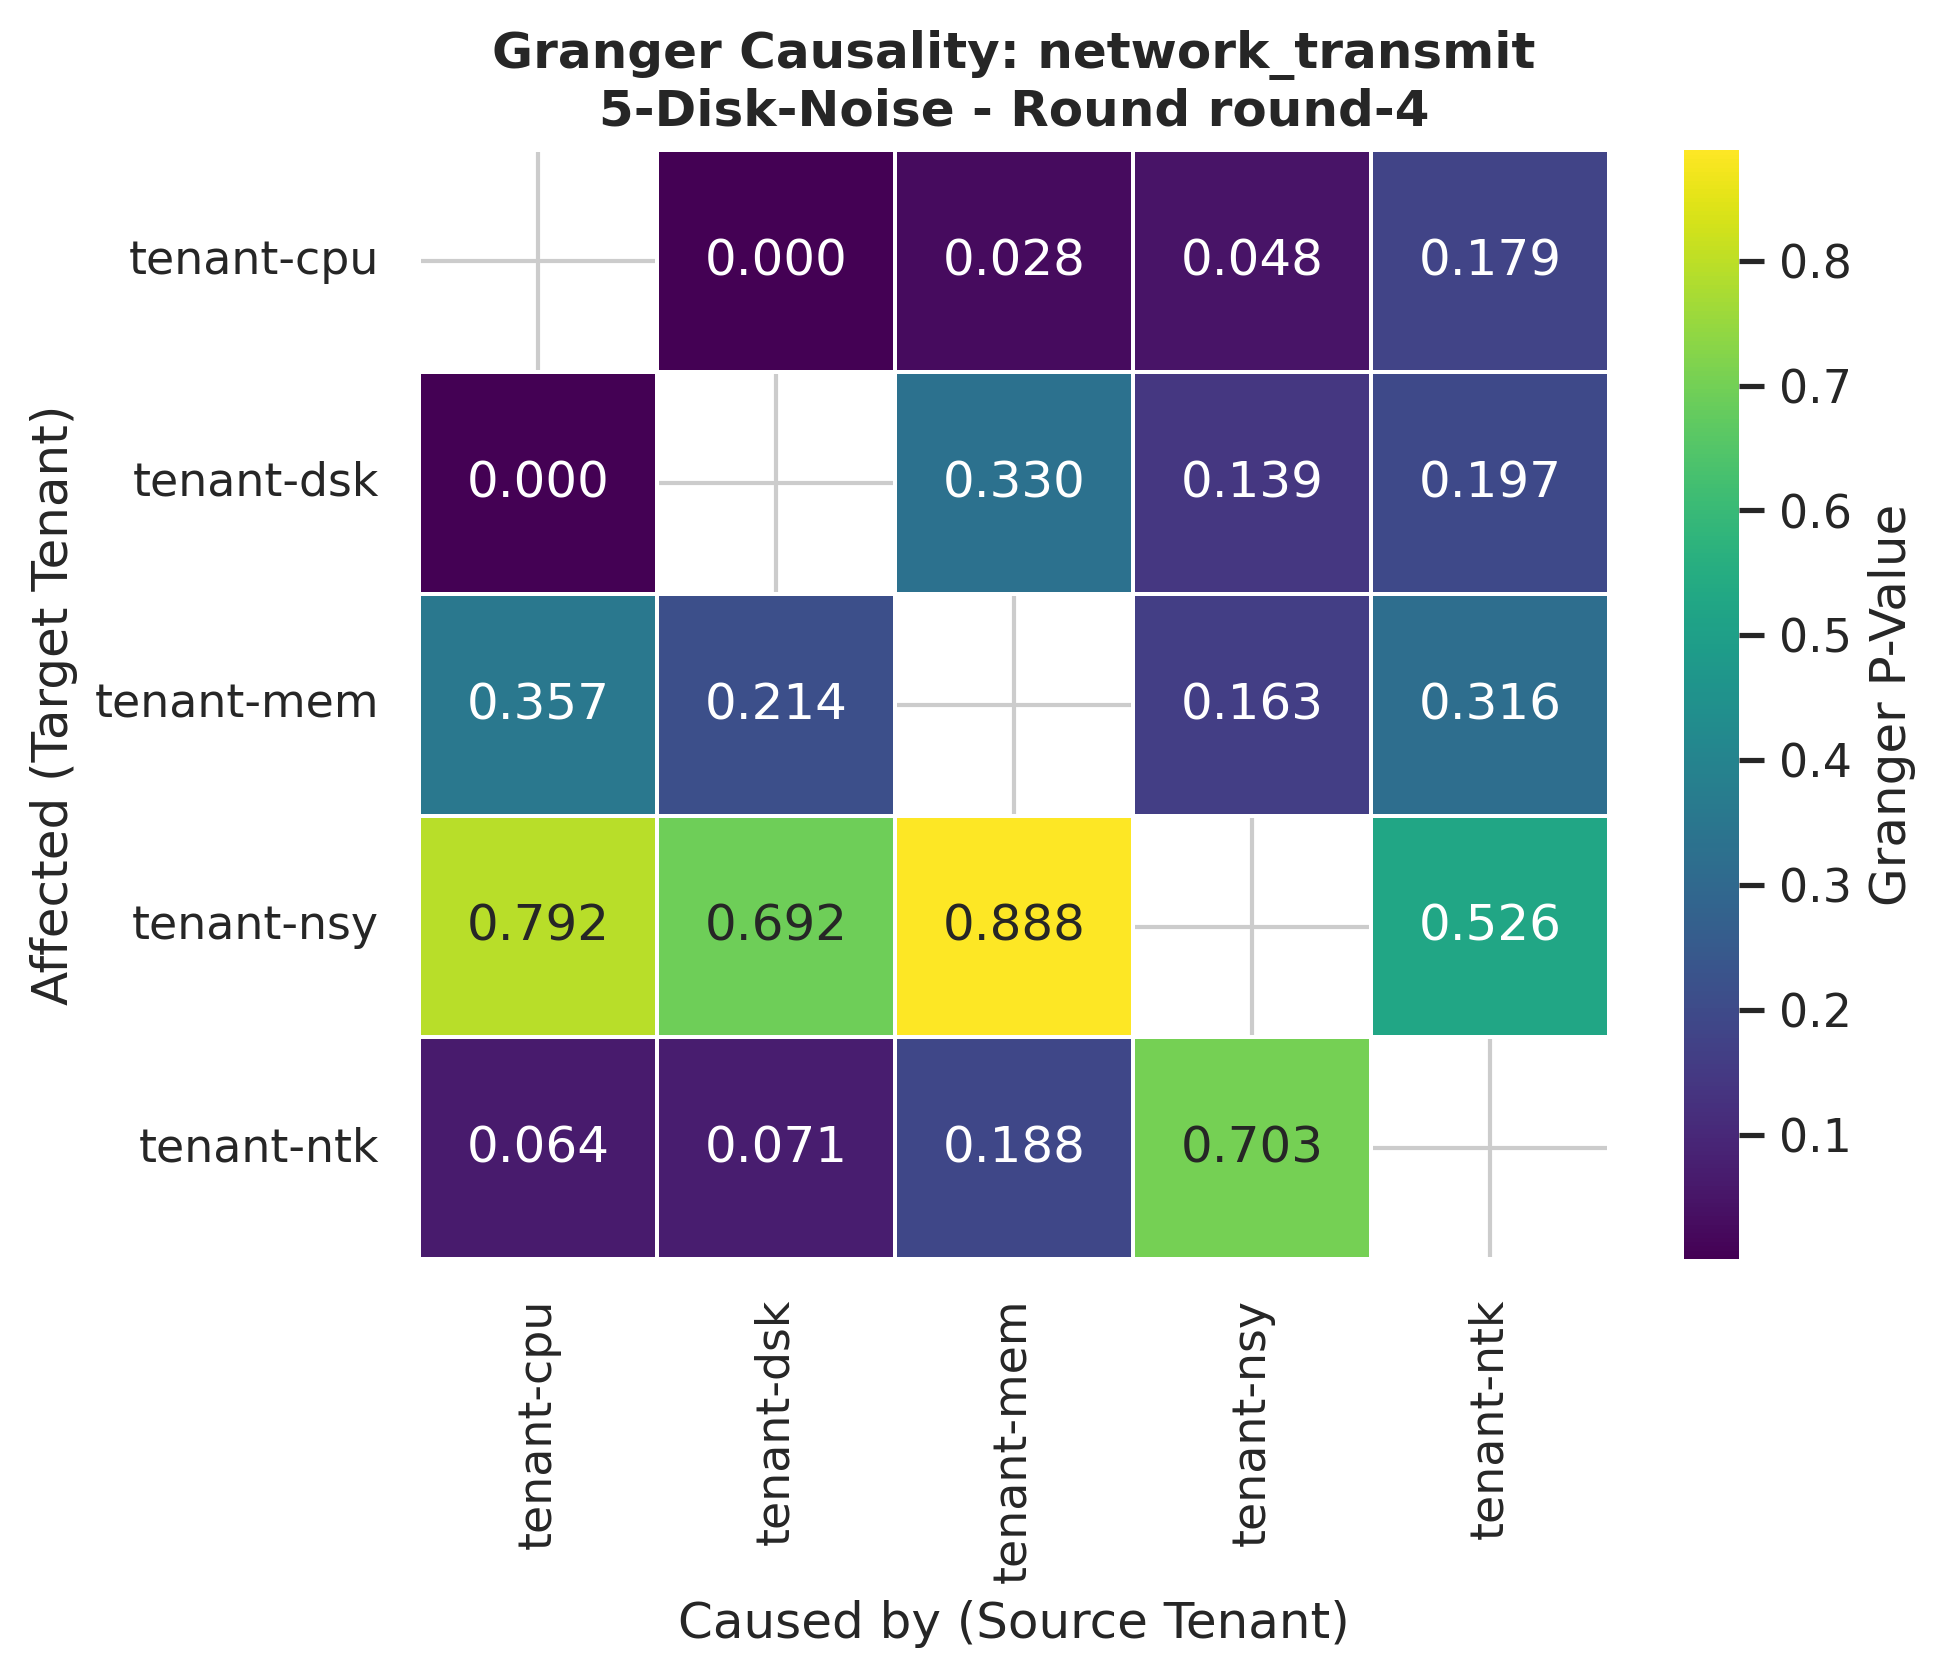 Granger Causality: network_transmit
5-Disk-Noise - Round round-4
Affected (Target Tenant)
tenant-cpu 0.000 0.028 0.048 0.179
tenant-dsk 0.000 0.330 0.139 0.197
tenant-mem 0.357 0.214 0.163 0.316
tenant-nsy 0.792 0.692 0.888 0.526
tenant-ntk 0.064 0.071 0.188 0.703
tenant-cpu
tenant-dsk
tenant-mem
tenant-nsy
tenant-ntk
Caused by (Source Tenant)
0.8
0.7
0.6
0.5
0.4
0.3
0.2
0.1
Granger P-Value